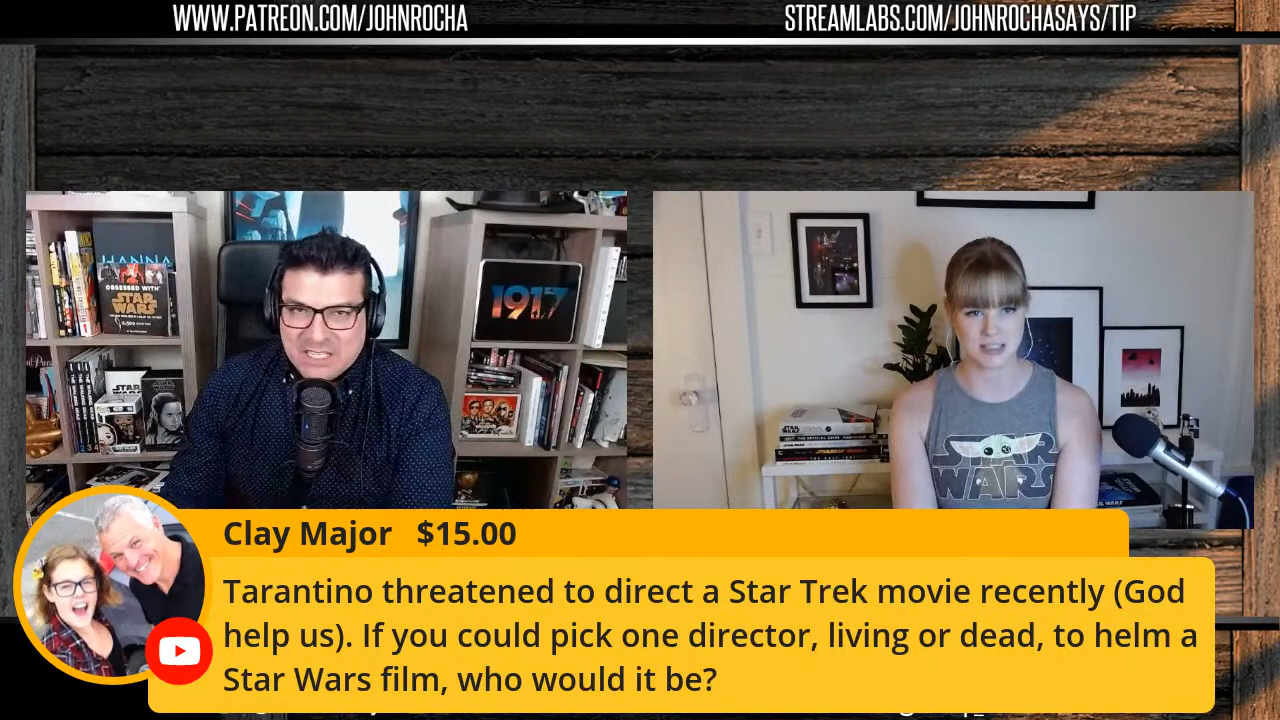 WWW.PATREON.COM/JOHNROCHA
STREAMLABS.COM/JOHNROCHASAYS/TIP
HANNA
OBSESSED WITH
STAR
WARS
1917
STAR
WARS
STAR
WARS
Clay Major $15.00
Tarantino threatened to direct a Star Trek movie recently (God
help us). If you could pick one director, living or dead, to helm a
Star Wars film, who would it be?